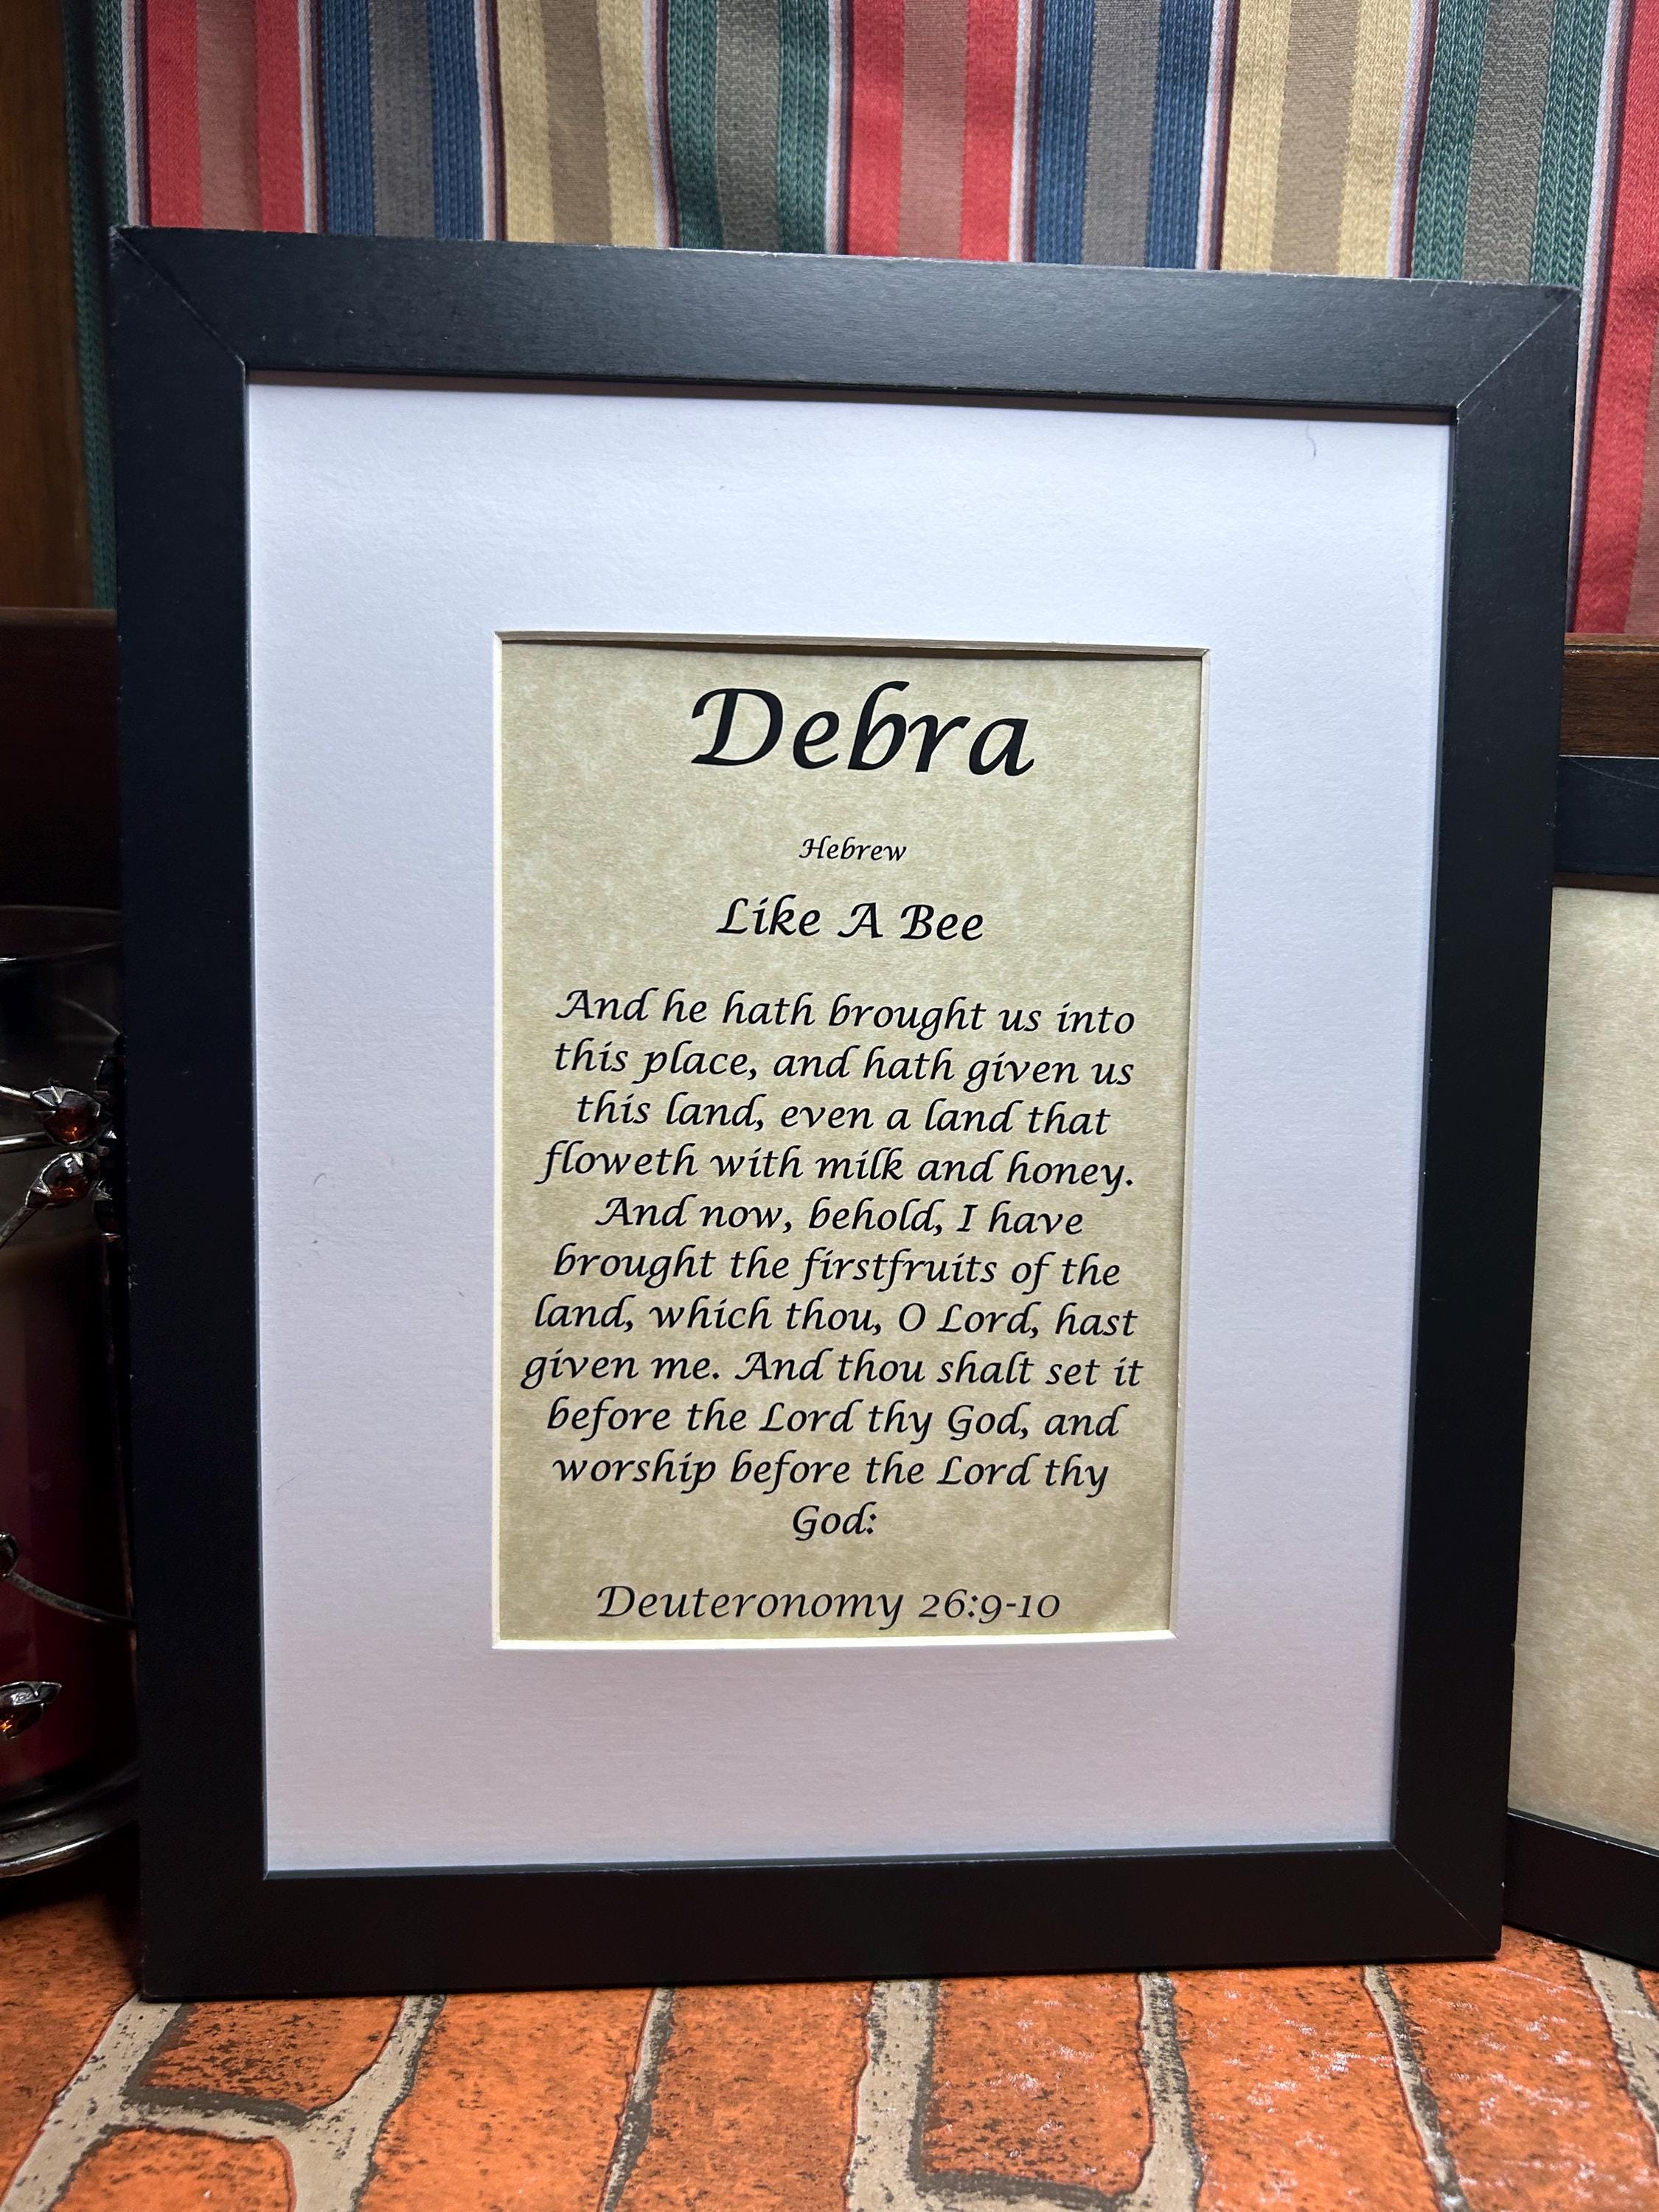 Debra
Hebrew
Like A Bee
And he hath brought us into
this place, and hath given us
this land, even a land that
floweth with milk and honey.
And now, behold, I have
brought the firstfruits of the
land, which thou, O Lord, hast
given me. And thou shalt set it
before the Lord thy God, and
worship before the Lord thy
God:
Deuteronomy 26:9-10